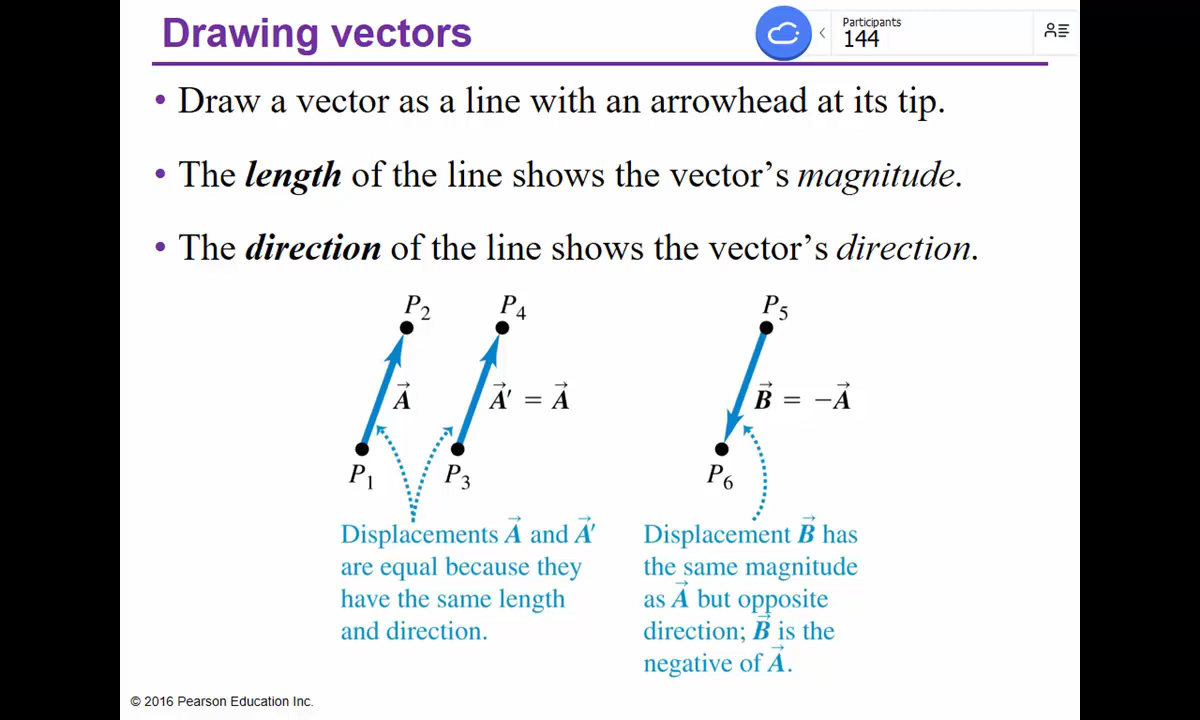 Drawing vectors
Participants
144
• Draw a vector as a line with an arrowhead at its tip.
• The length of the line shows the vector’s magnitude.
• The direction of the line shows the vector’s direction.
P₂
P₄
P₅
A⃗
A⃗′ = A⃗
B⃗ = −A⃗
P₁
P₃
P₆
Displacements A⃗ and A⃗′
are equal because they
have the same length
and direction.
Displacement B⃗ has
the same magnitude
as A⃗ but opposite
direction; B⃗ is the
negative of A⃗.
© 2016 Pearson Education Inc.